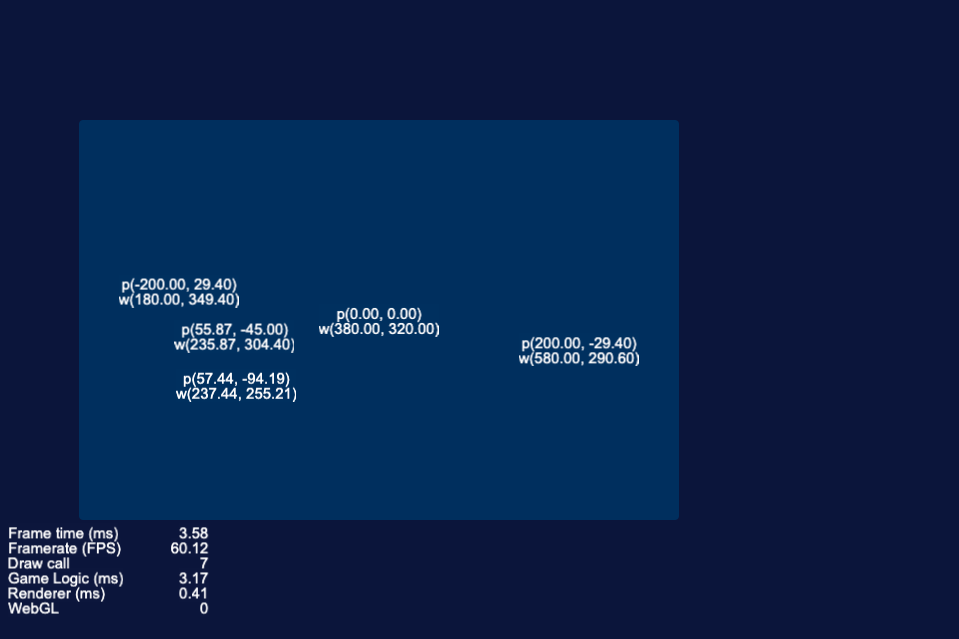 p(-200.00, 29.40)
w(180.00, 349.40)
p(0.00, 0.00)
w(380.00, 320.00)
p(55.87, -45.00)
w(235.87, 304.40)
p(200.00, -29.40)
w(580.00, 290.60)
p(57.44, -94.19)
w(237.44, 255.21)
Frame time (ms) 3.58
Framerate (FPS) 60.12
Draw call 7
Game Logic (ms) 3.17
Renderer (ms) 0.41
WebGL 0